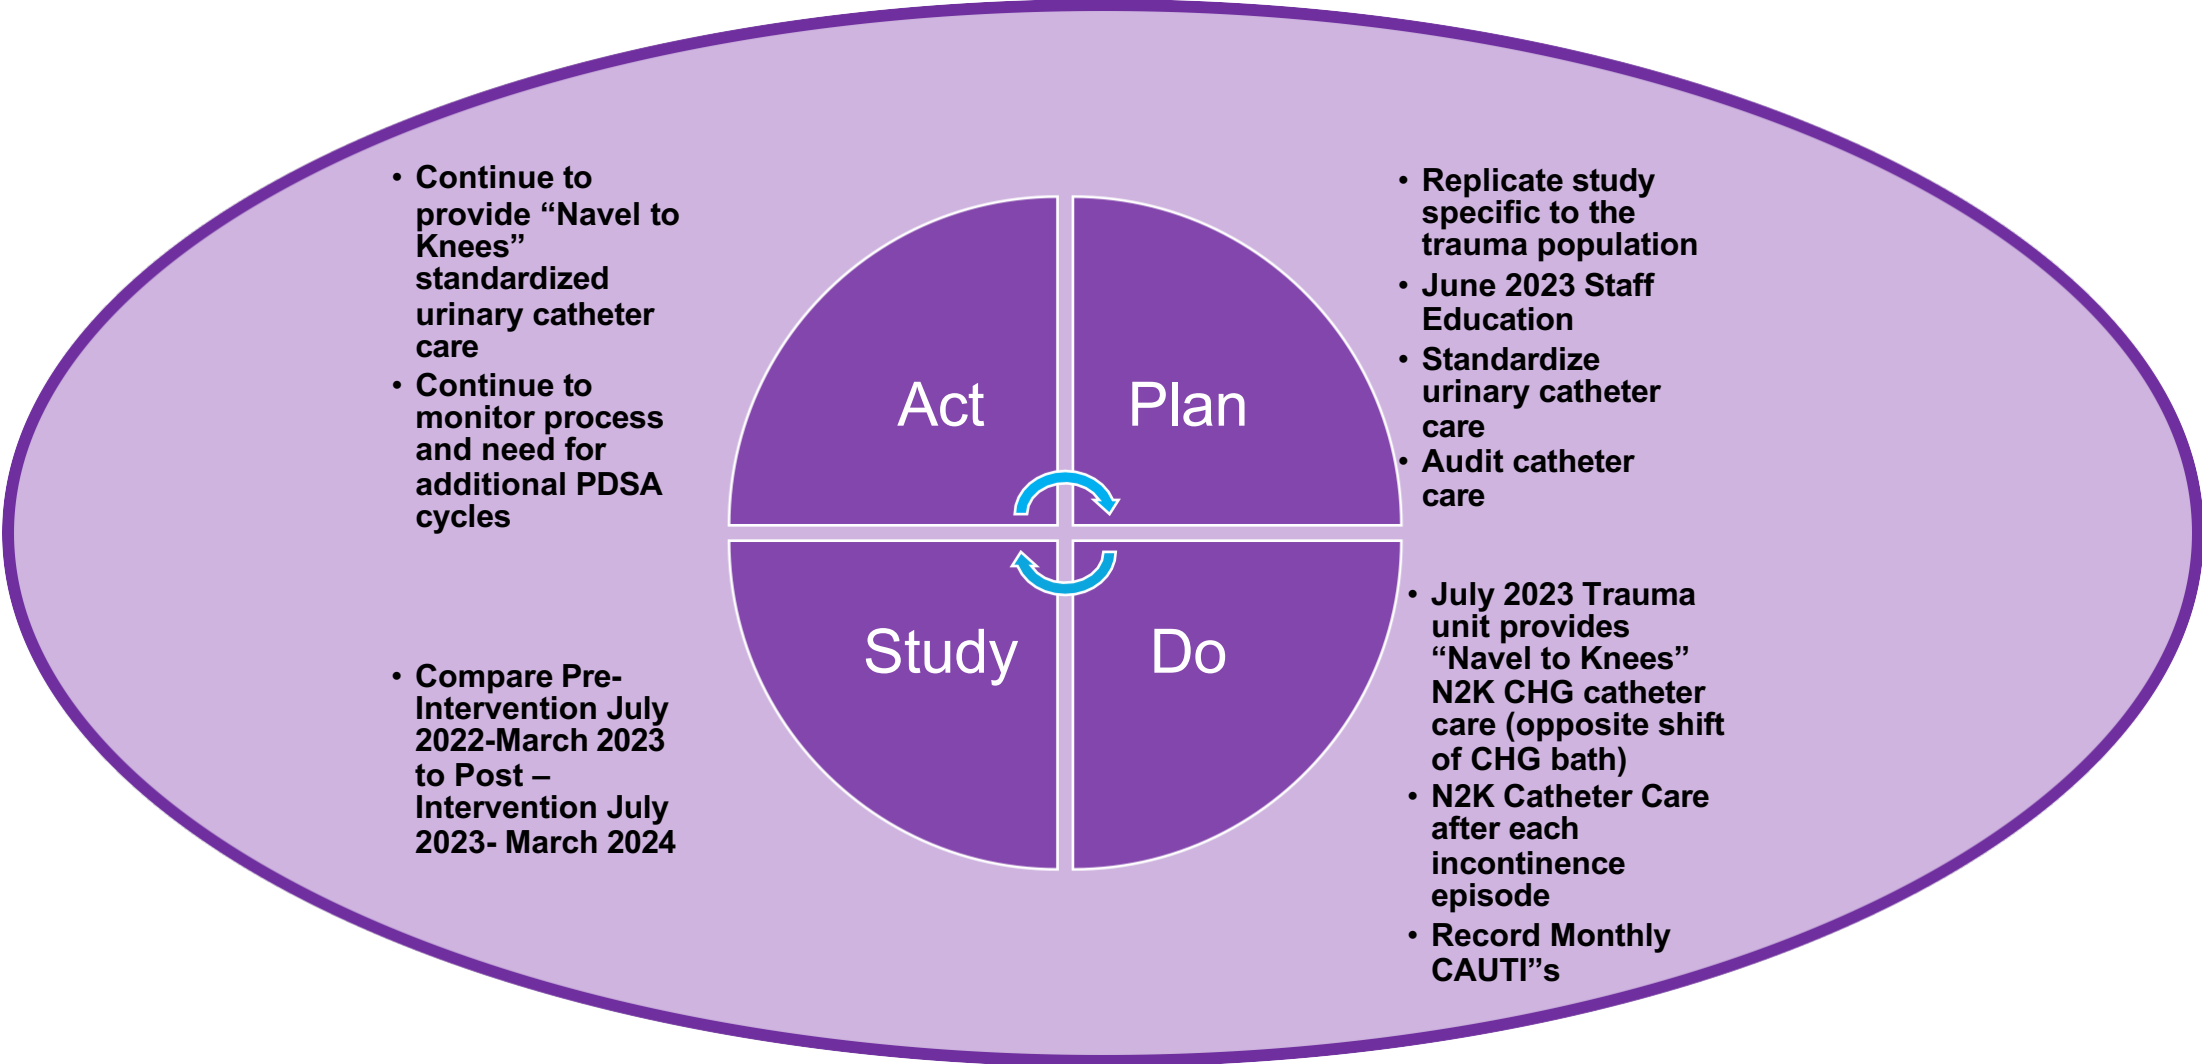 • Continue to
provide “Navel to
Knees”
standardized
urinary catheter
care
• Continue to
monitor process
and need for
additional PDSA
cycles
Act
Plan
• Replicate study
specific to the
trauma population
• June 2023 Staff
Education
• Standardize
urinary catheter
care
• Audit catheter
care
Study
Do
• Compare Pre-
Intervention July
2022-March 2023
to Post –
Intervention July
2023- March 2024
• July 2023 Trauma
unit provides
“Navel to Knees”
N2K CHG catheter
care (opposite shift
of CHG bath)
• N2K Catheter Care
after each
incontinence
episode
• Record Monthly
CAUTI”s